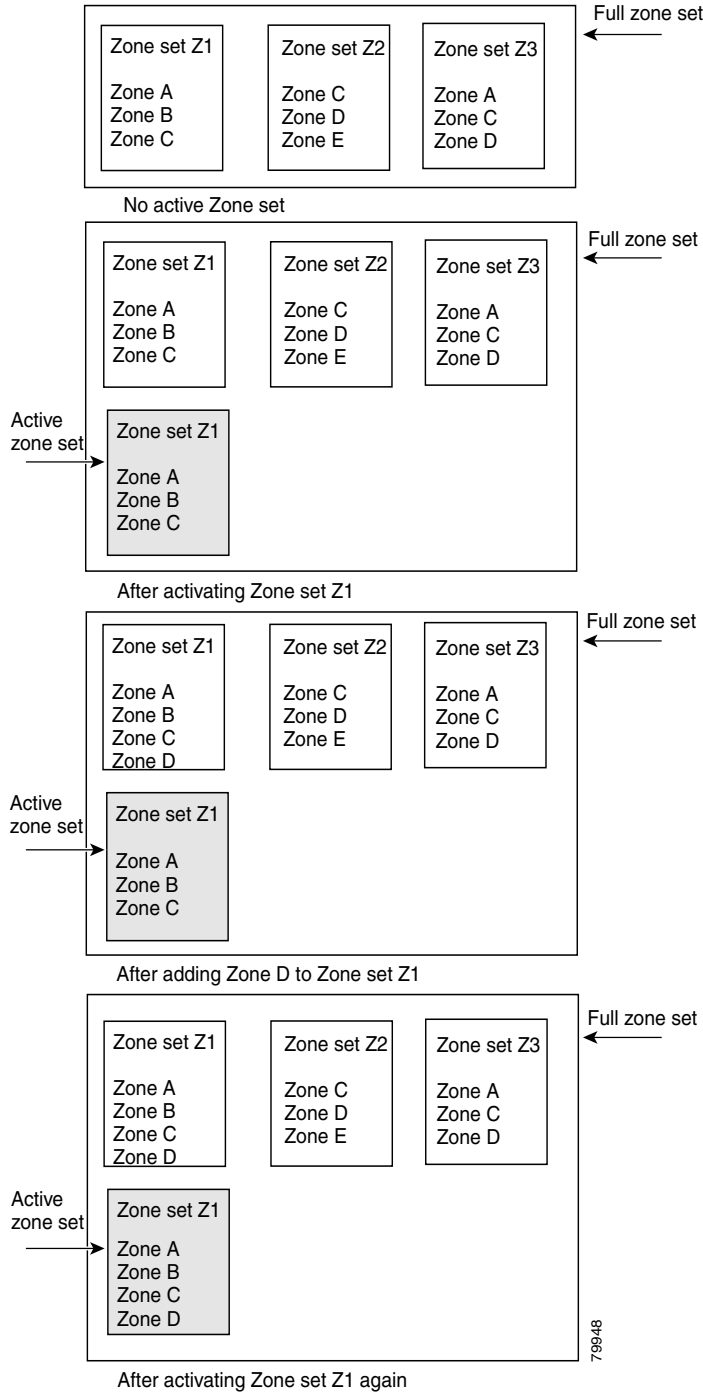 Full zone set
Zone set Z1
Zone A
Zone B
Zone C
Zone set Z2
Zone C
Zone D
Zone E
Zone set Z3
Zone A
Zone C
Zone D
No active Zone set
Full zone set
Zone set Z1
Zone A
Zone B
Zone C
Zone set Z2
Zone C
Zone D
Zone E
Zone set Z3
Zone A
Zone C
Zone D
Active
zone set
Zone set Z1
Zone A
Zone B
Zone C
After activating Zone set Z1
Full zone set
Zone set Z1
Zone A
Zone B
Zone C
Zone D
Zone set Z2
Zone C
Zone D
Zone E
Zone set Z3
Zone A
Zone C
Zone D
Active
zone set
Zone set Z1
Zone A
Zone B
Zone C
After adding Zone D to Zone set Z1
Full zone set
Zone set Z1
Zone A
Zone B
Zone C
Zone D
Zone set Z2
Zone C
Zone D
Zone E
Zone set Z3
Zone A
Zone C
Zone D
Active
zone set
Zone set Z1
Zone A
Zone B
Zone C
Zone D
79948
After activating Zone set Z1 again